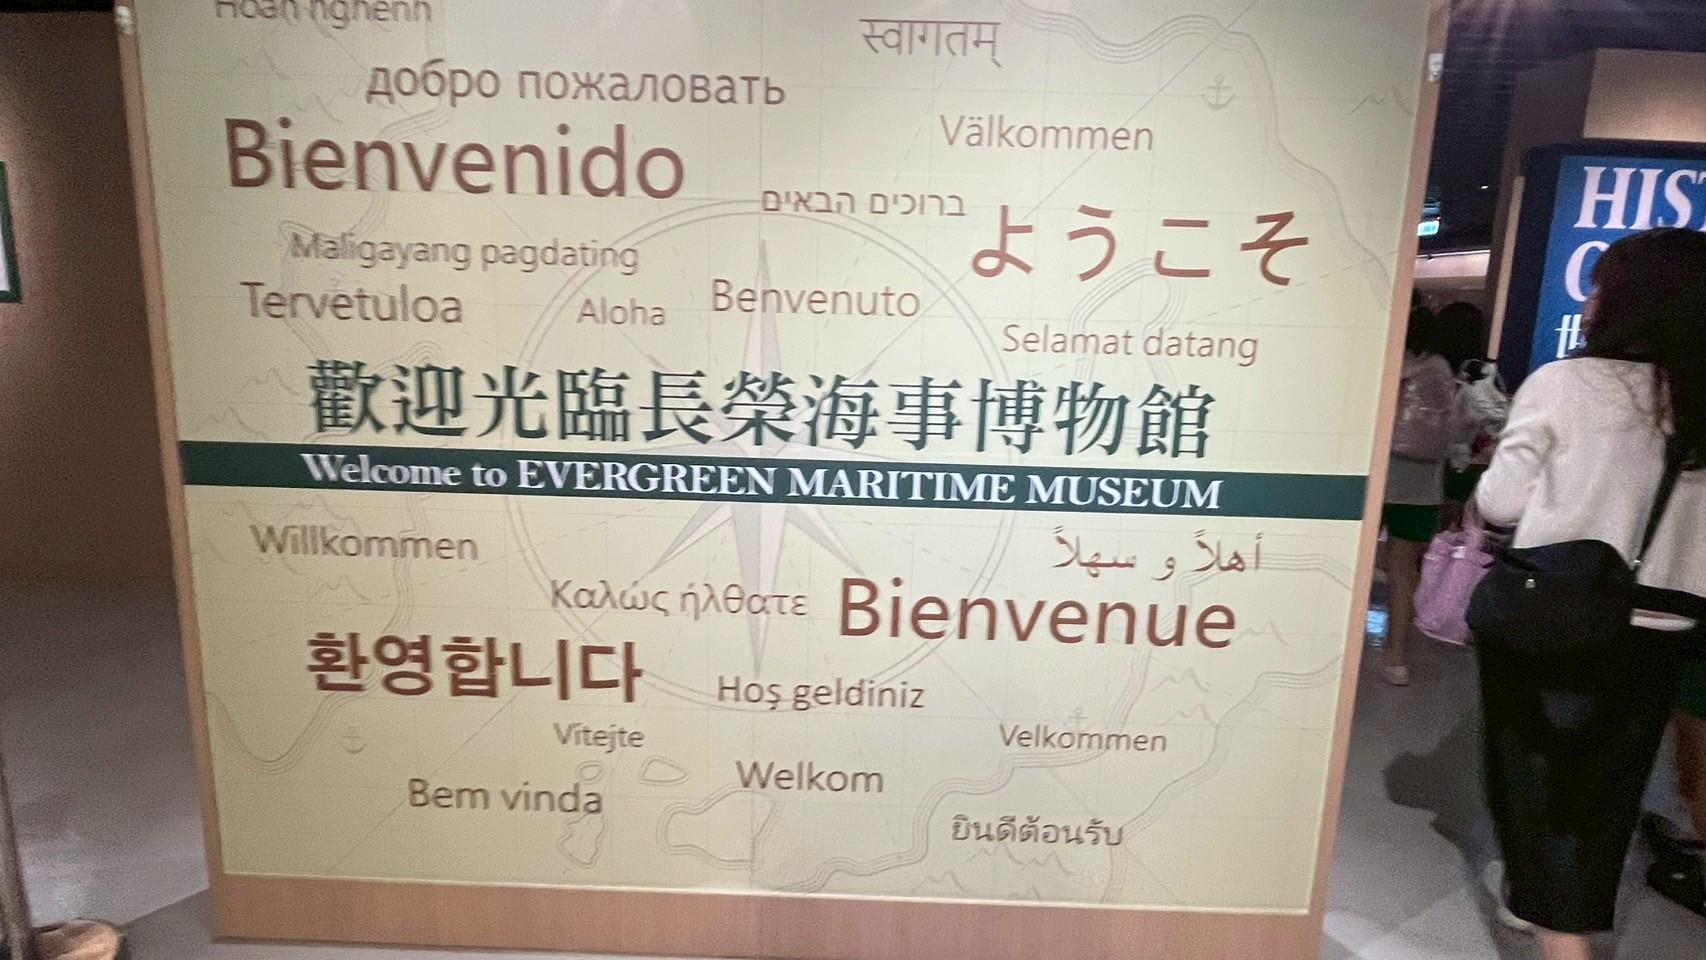 Hoan nghênh
स्वागतम्
добро пожаловать
Välkommen
Bienvenido
ברוכים הבאים
ようこそ
Maligayang pagdating
Tervetuloa
Aloha
Benvenuto
Selamat datang
歡迎光臨長榮海事博物館
Welcome to EVERGREEN MARITIME MUSEUM
Willkommen
أهلاً و سهلاً
Καλώς ήλθατε
Bienvenue
환영합니다
Hoş geldiniz
Vítejte
Velkommen
Bem vinda
Welkom
ยินดีต้อนรับ